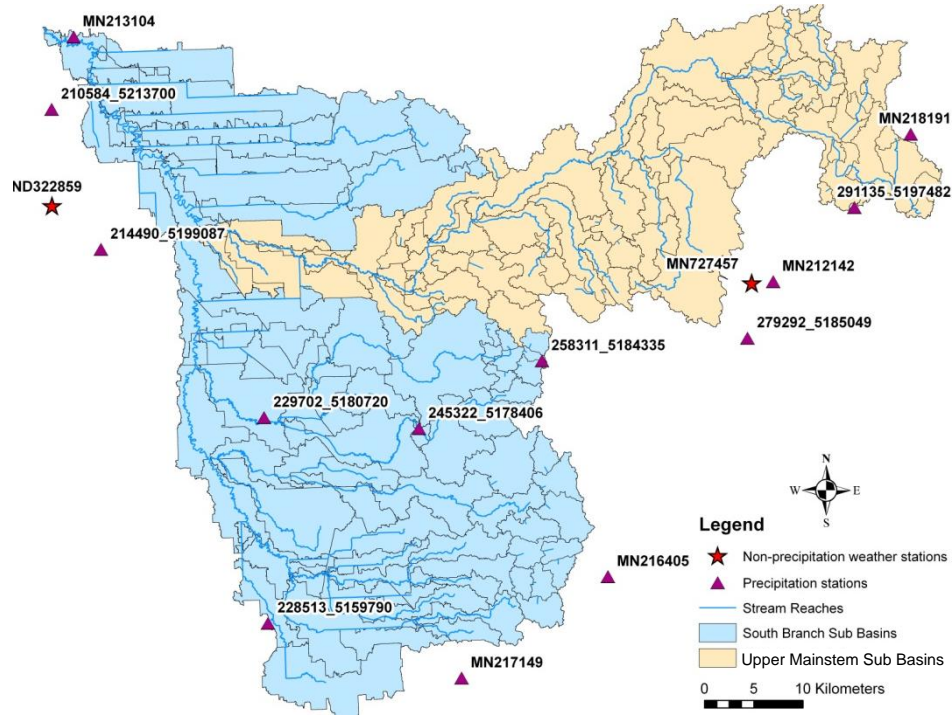 MN213104
210584_5213700
MN218191
ND322859
291135_5197482
214490_5199087
MN727457
MN212142
279292_5185049
258311_5184335
229702_5180720
245322_5178406
N
W E
S
Legend
Non-precipitation weather stations
MN216405
Precipitation stations
Stream Reaches
228513_5159790
South Branch Sub Basins
MN217149
Upper Mainstem Sub Basins
0 5 10 Kilometers